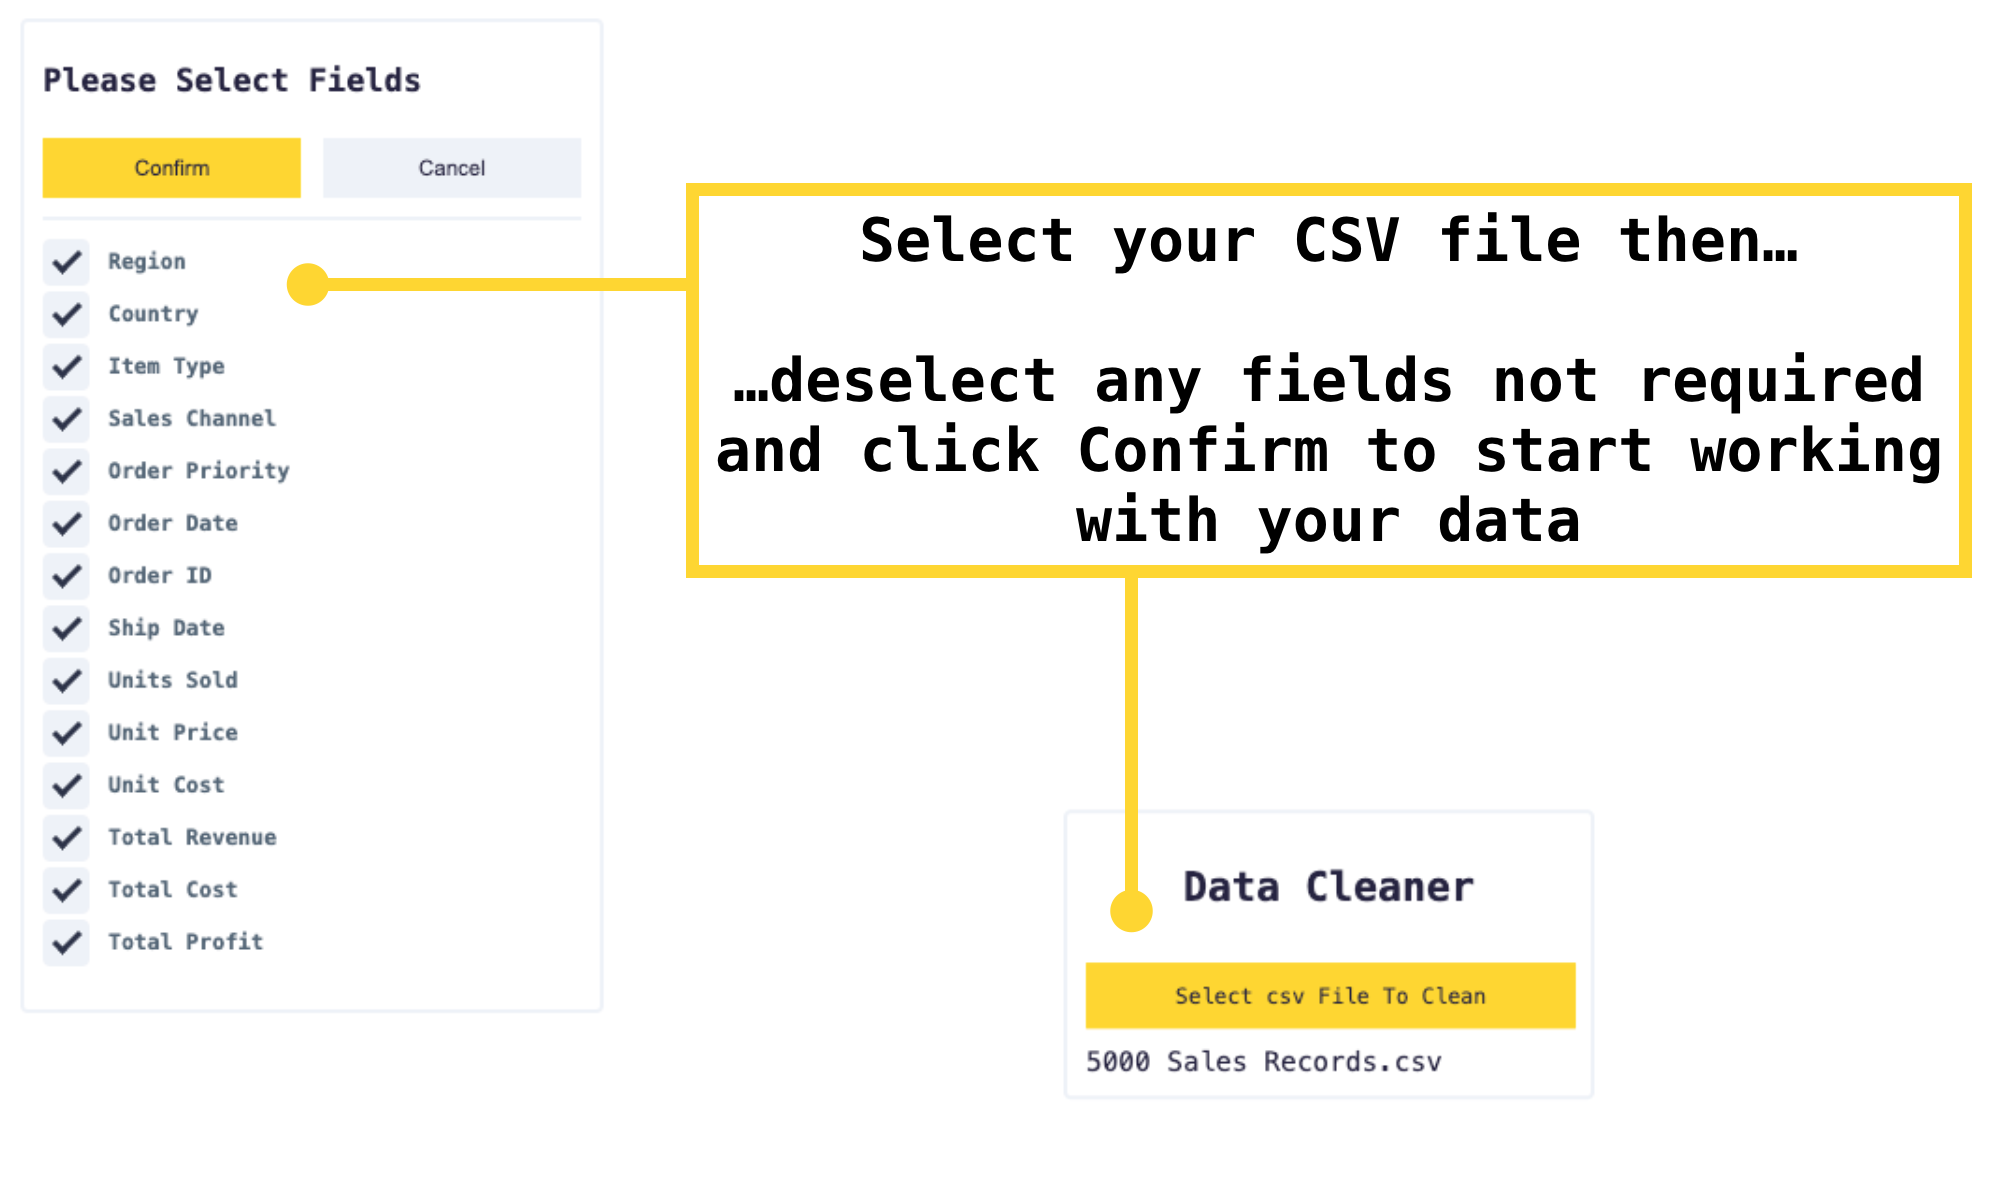 Please Select Fields
Confirm
Cancel
Region
Country
Item Type
Sales Channel
Order Priority
Order Date
Order ID
Ship Date
Units Sold
Unit Price
Unit Cost
Total Revenue
Total Cost
Total Profit
Select your CSV file then…
…deselect any fields not required
and click Confirm to start working
with your data
Data Cleaner
Select csv File To Clean
5000 Sales Records.csv